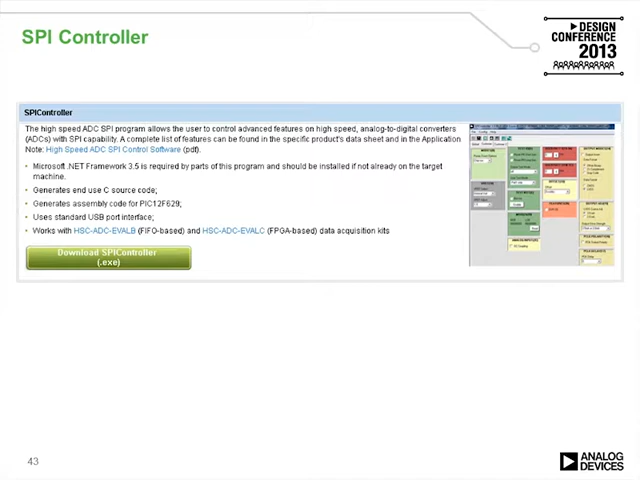 SPI Controller
DESIGN
CONFERENCE
2013
SPIController
The high speed ADC SPI program allows the user to control advanced features on high speed, analog-to-digital converters
(ADCs) with SPI capability. A complete list of features can be found in the specific product's data sheet and in the Application
Note: High Speed ADC SPI Control Software (pdf).
• Microsoft .NET Framework 3.5 is required by parts of this program and should be installed if not already on the target
machine.
• Generates end use C source code;
• Generates assembly code for PIC12F629;
• Uses standard USB port interface;
• Works with HSC-ADC-EVALB (FIFO-based) and HSC-ADC-EVALC (FPGA-based) data acquisition kits
Download SPIController
(.exe)
43
ANALOG
DEVICES